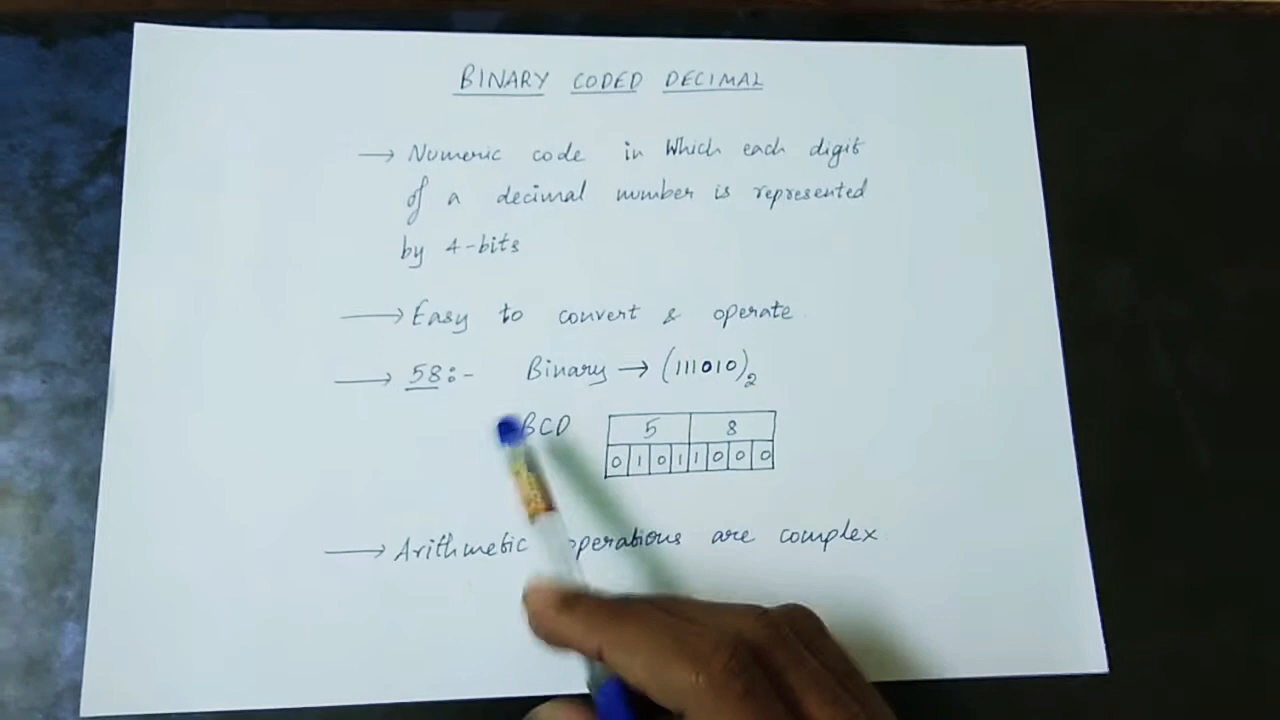 BINARY CODED DECIMAL
→ Numeric code in Which each digit
of a decimal number is represented
by 4-bits
→ Easy to convert & operate
→ 58:- Binary → (111010)₂
BCD 5 8
0 1 0 1 1 0 0 0
→ Arithmetic operations are complex